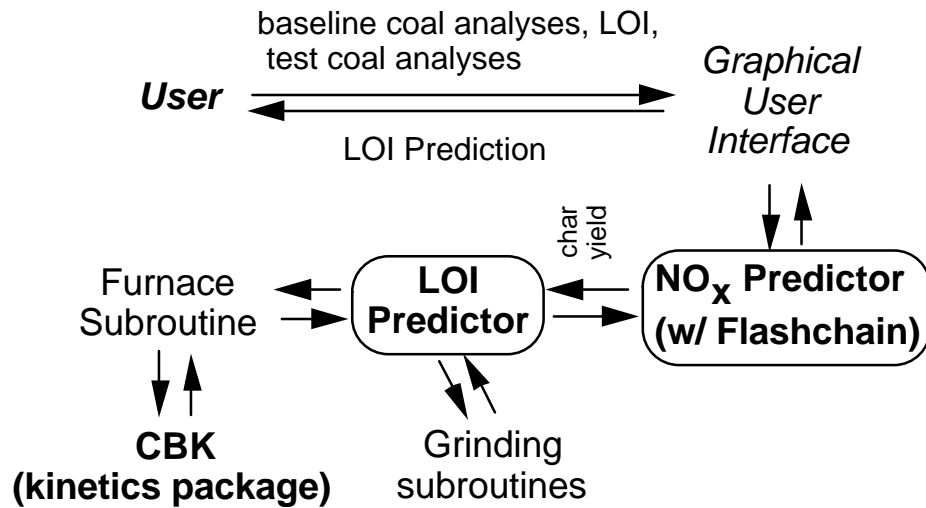 baseline coal analyses, LOI,
test coal analyses
User
Graphical
User
Interface
LOI Prediction
char
yield
Furnace
Subroutine
LOI
Predictor
NOx Predictor
(w/ Flashchain)
CBK
(kinetics package)
Grinding
subroutines